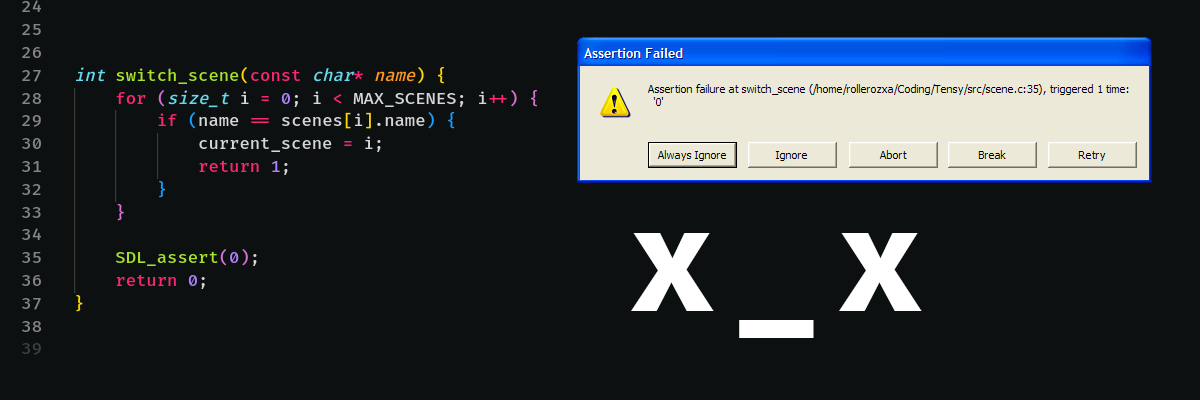 24
25
26
27 int switch_scene(const char* name) {
28 for (size_t i = 0; i < MAX_SCENES; i++) {
29 if (name == scenes[i].name) {
30 current_scene = i;
31 return 1;
32 }
33 }
34
35 SDL_assert(0);
36 return 0;
37 }
38
39
Assertion Failed
Assertion failure at switch_scene (/home/rollerozxa/Coding/Tensy/src/scene.c:35), triggered 1 time:
'0'
Always Ignore Ignore Abort Break Retry
x_x